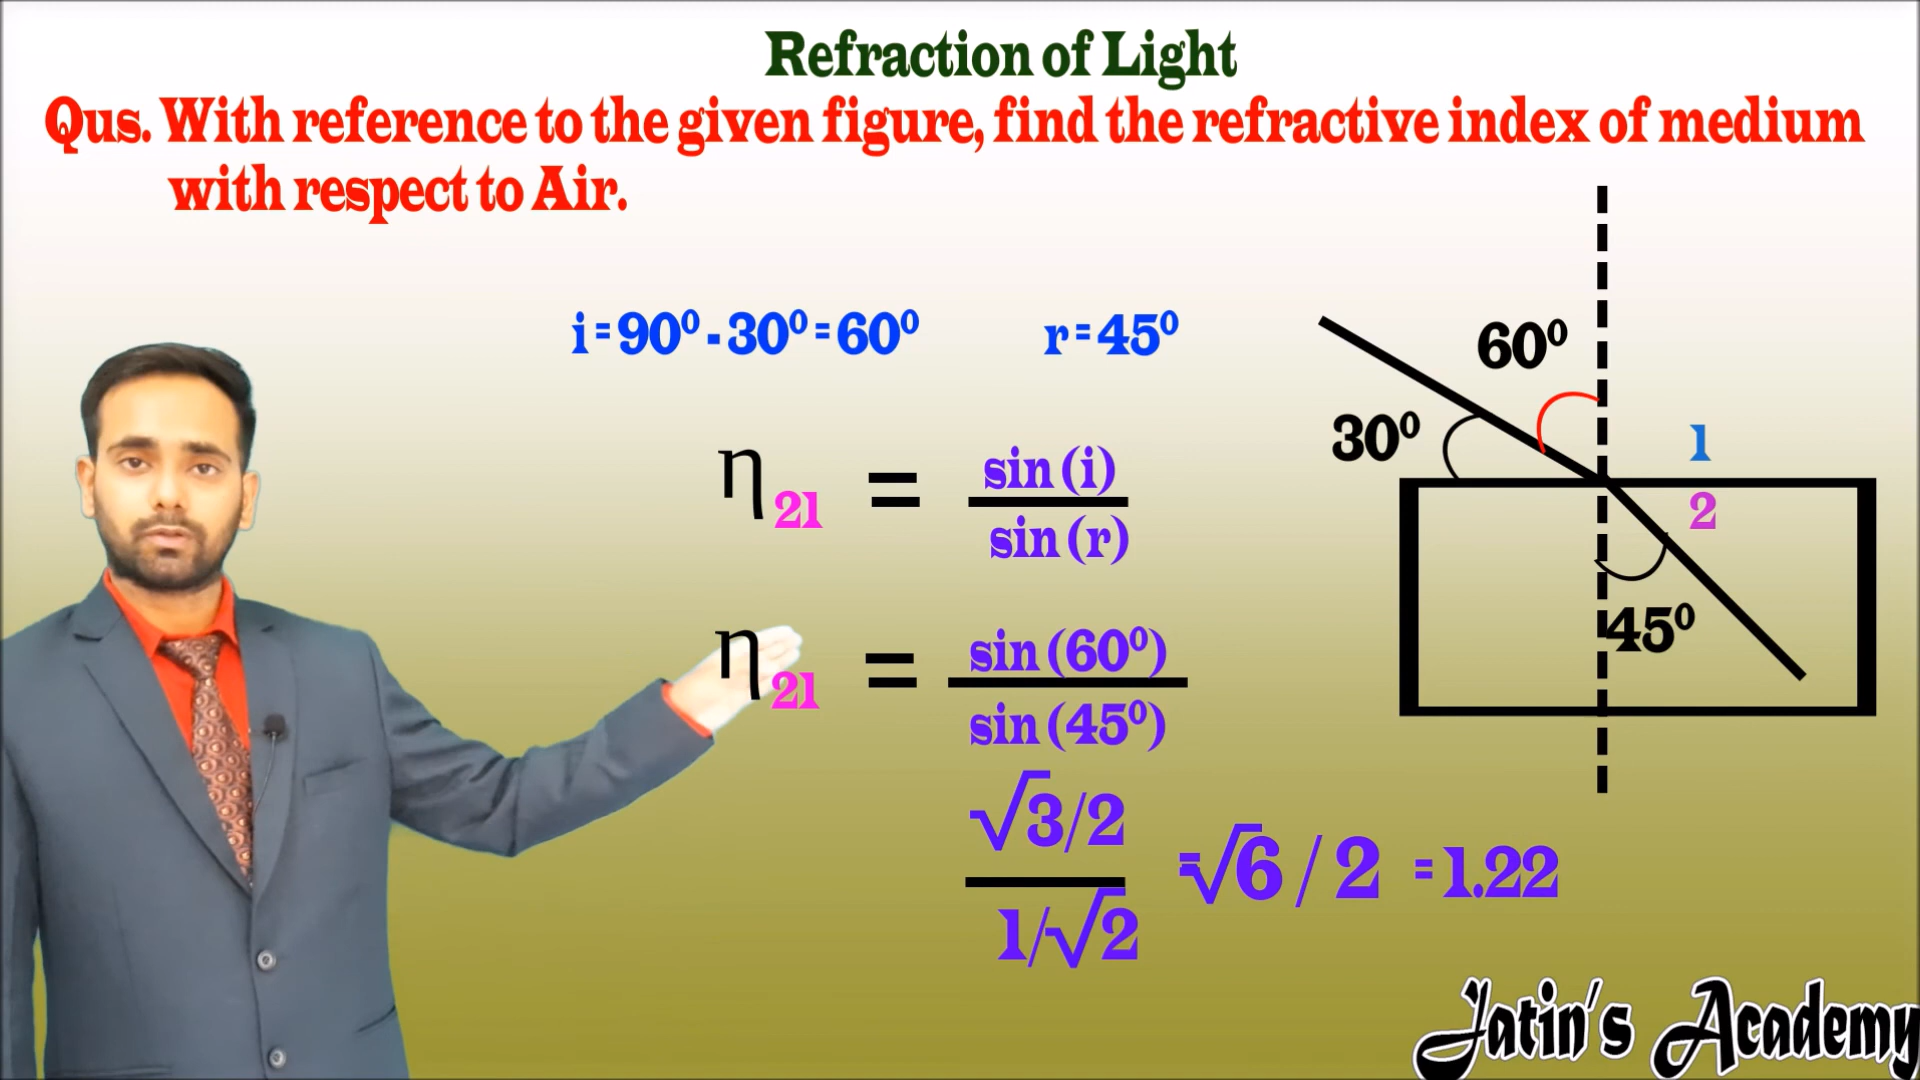 Refraction of Light
Qus. With reference to the given figure, find the refractive index of medium
with respect to Air.
i = 90⁰ - 30⁰ = 60⁰
r = 45⁰
60⁰
30⁰
1
2
45⁰
η21 = sin (i)
sin (r)
η21 = sin (60⁰)
sin (45⁰)
√3/2
1/√2
=√6 / 2 = 1.22
Jatin's Academy